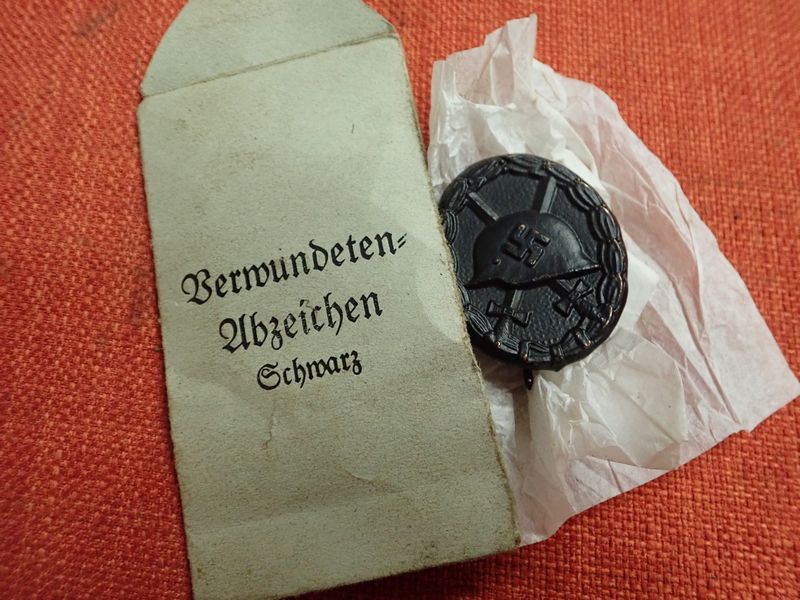 Verwundeten=
Abzeichen
Schwarz